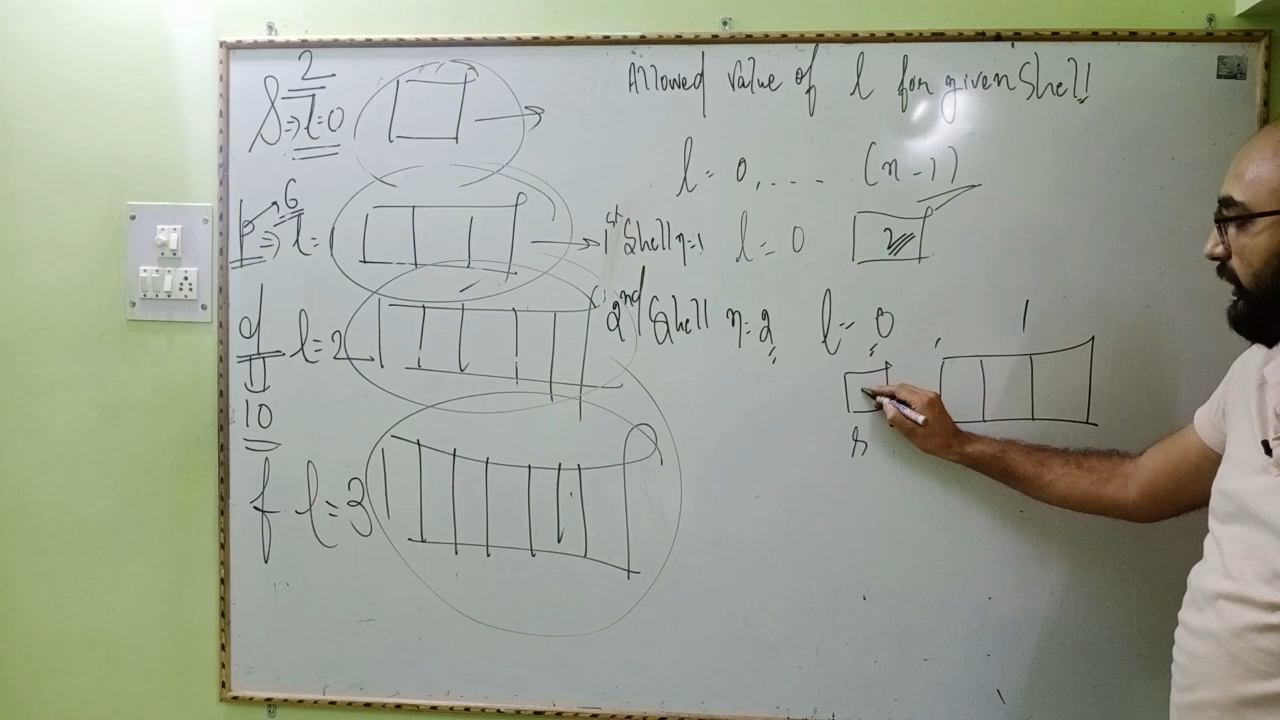 2
S⇒ l=0
6
p⇒ l=1
d l=2
10
f l=3
Allowed value of l for given Shell
l= 0,.... (n-1)
1st Shell n=1 l= 0 2
2nd Shell n=2 l= 0, 1
s